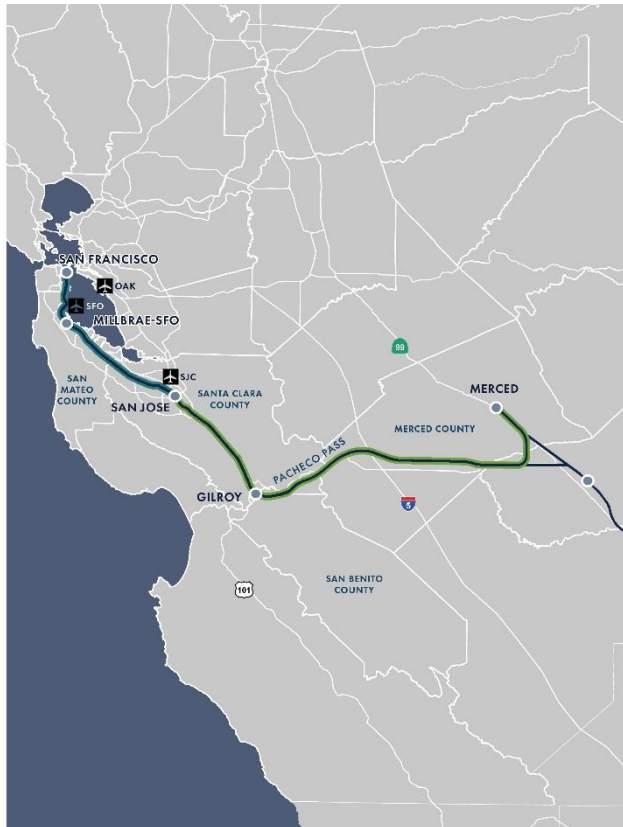 SAN FRANCISCO
OAK
SFO
MILLBRAE-SFO
99
SJC
SAN
MATEO
COUNTY
SANTA CLARA
COUNTY
MERCED
SAN JOSE
MERCED COUNTY
PACHECO PASS
GILROY
5
SAN BENITO
COUNTY
101